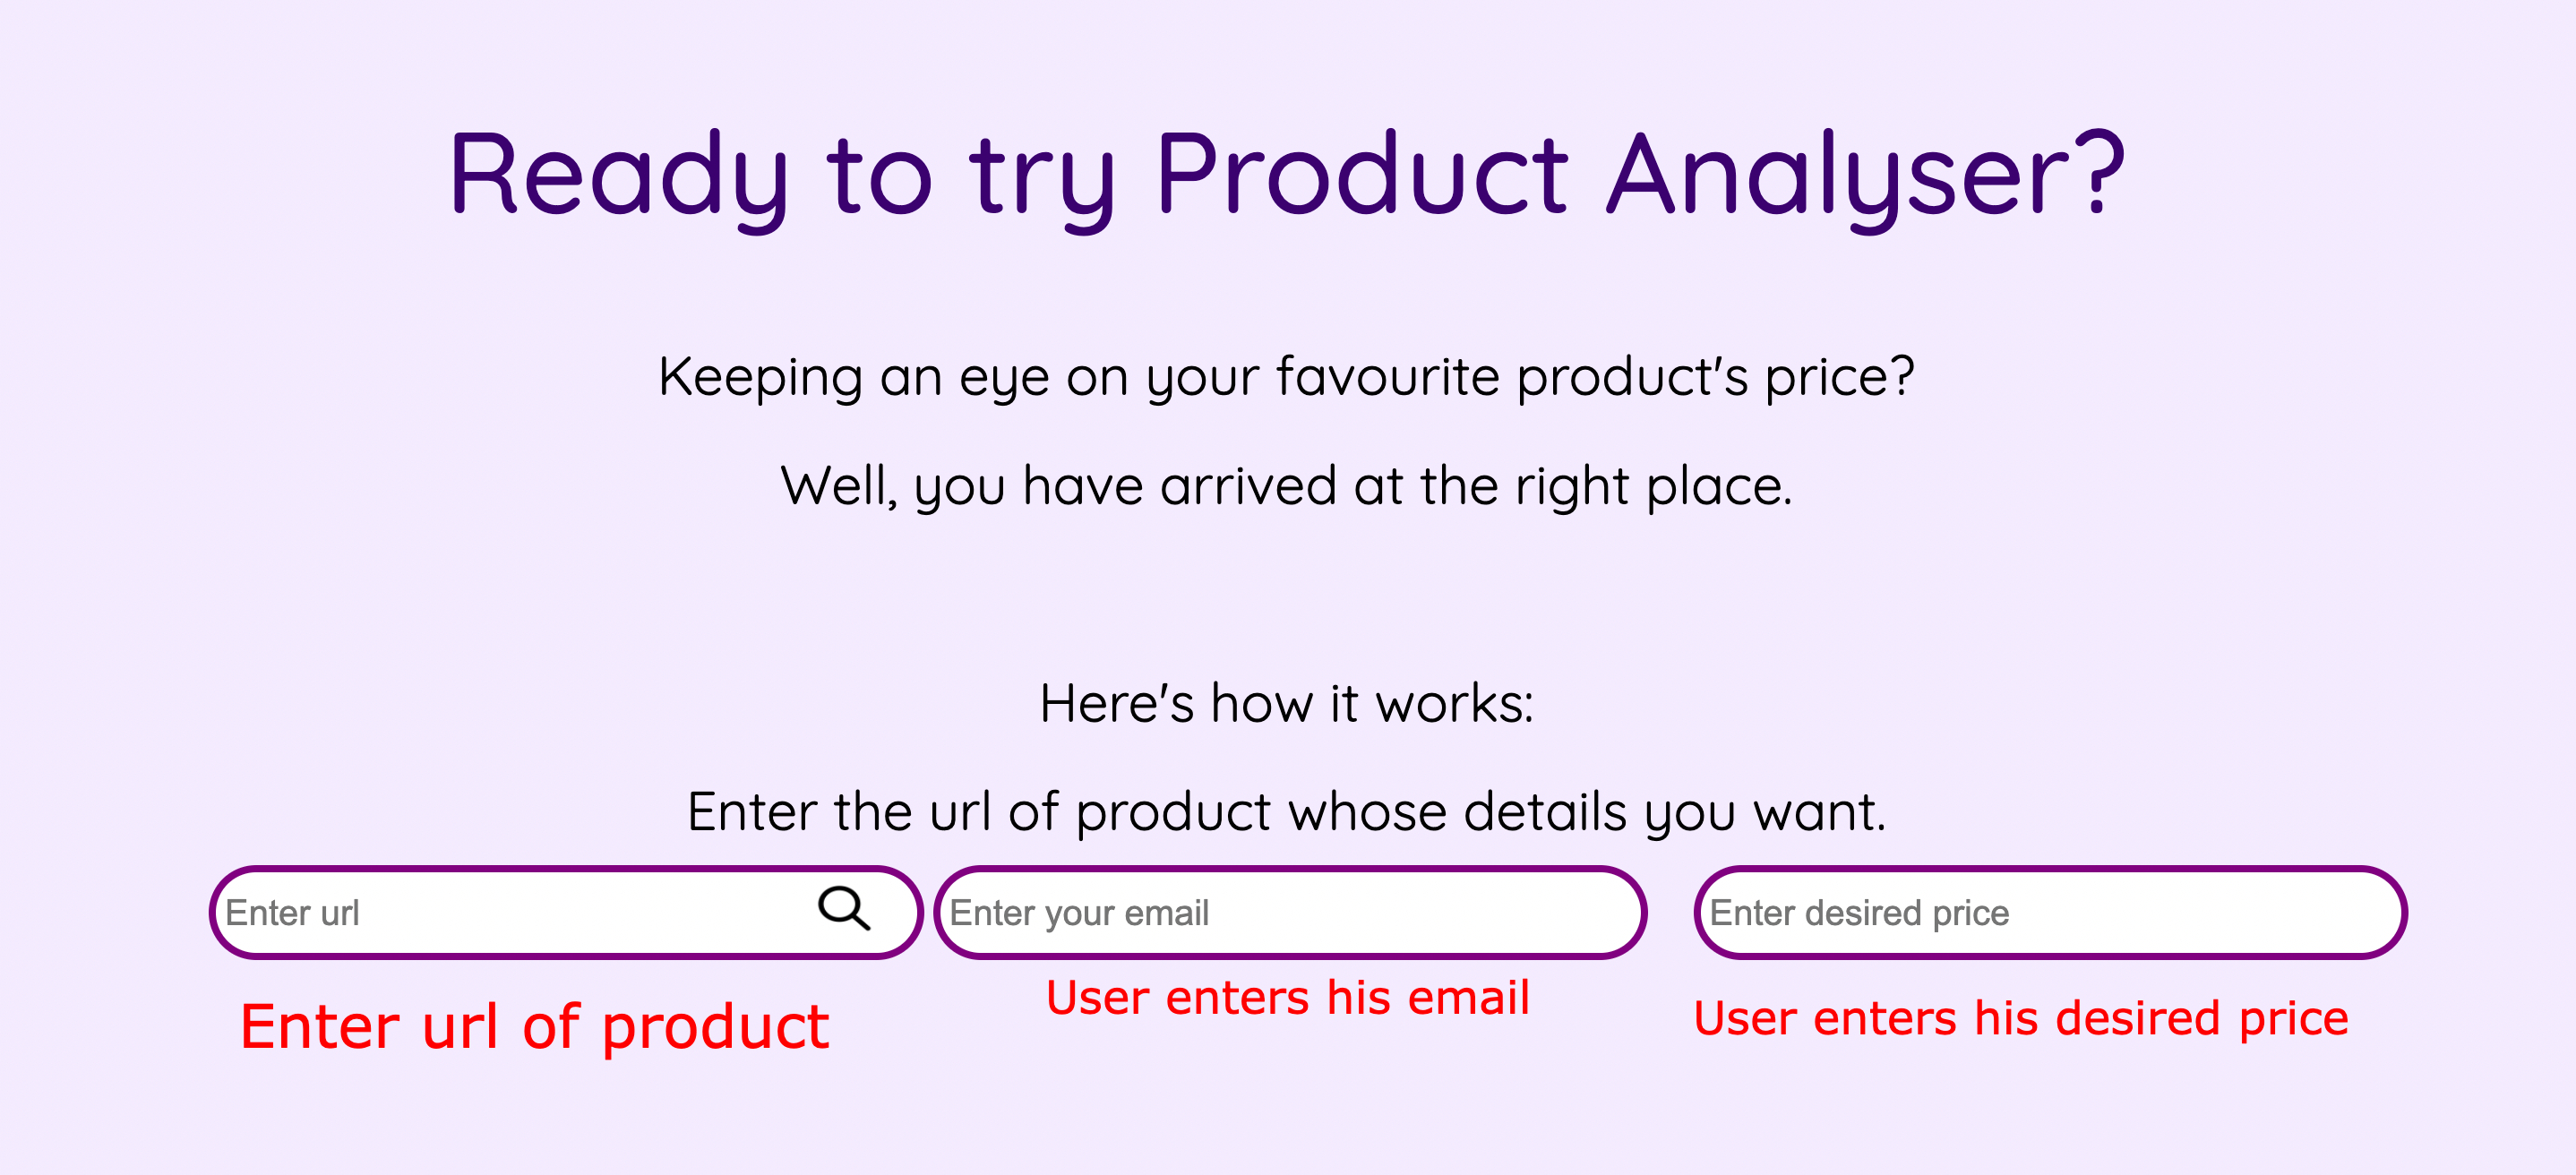 Ready to try Product Analyser?
Keeping an eye on your favourite product's price?
Well, you have arrived at the right place.
Here's how it works:
Enter the url of product whose details you want.
Enter url
Enter your email
Enter desired price
Enter url of product
User enters his email
User enters his desired price